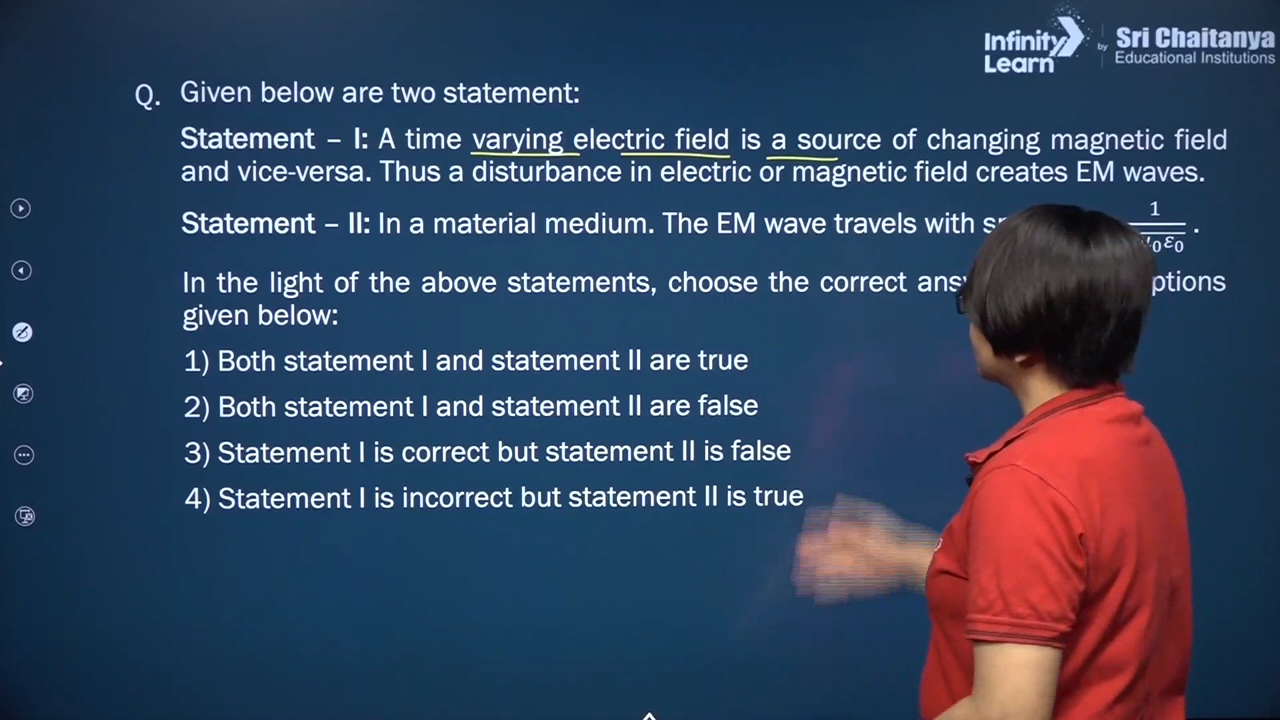 Infinity Learn by Sri Chaitanya Educational Institutions
Q. Given below are two statement:
Statement – I: A time varying electric field is a source of changing magnetic field
and vice-versa. Thus a disturbance in electric or magnetic field creates EM waves.
Statement – II: In a material medium. The EM wave travels with 1
ε0 .
In the light of the above statements, choose the correct
given below:
1) Both statement I and statement II are true
2) Both statement I and statement II are false
3) Statement I is correct but statement II is false
4) Statement I is incorrect but statement II is true